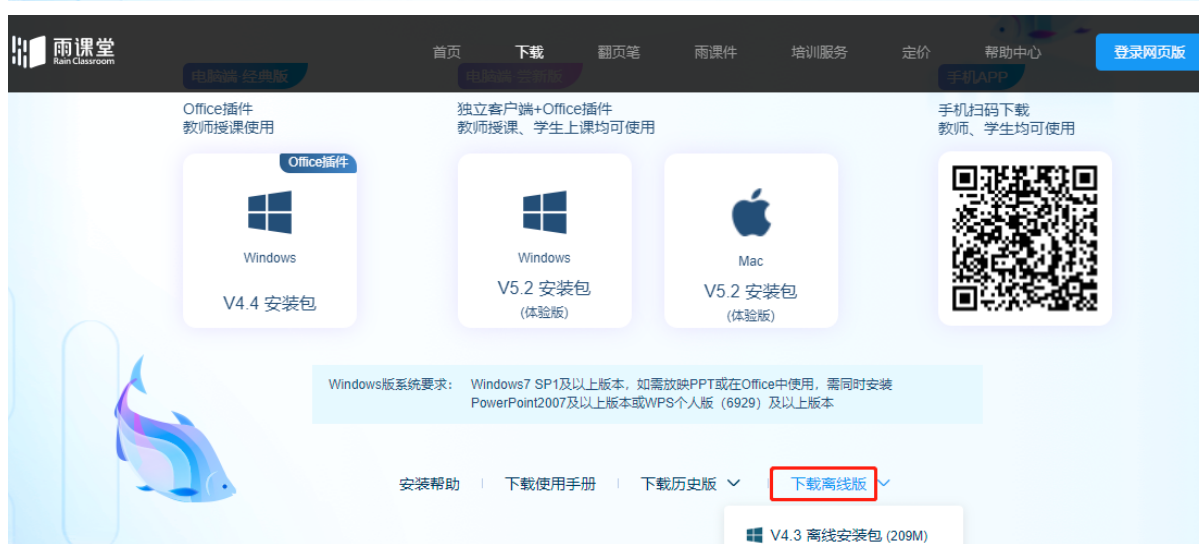 雨课堂
Rain Classroom
首页 下载 翻页笔 雨课件 培训服务 定价 帮助中心 登录网页版
电脑端·经典版 电脑端·尝新版 手机APP
Office插件
教师授课使用
独立客户端+Office插件
教师授课、学生上课均可使用
手机扫码下载
教师、学生均可使用
Office插件
Windows
V4.4 安装包
Windows
V5.2 安装包
(体验版)
Mac
V5.2 安装包
(体验版)
Windows版系统要求： Windows7 SP1及以上版本，如需放映PPT或在Office中使用，需同时安装
PowerPoint2007及以上版本或WPS个人版（6929）及以上版本
安装帮助 下载使用手册 下载历史版 下载离线版
V4.3 离线安装包 (209M)